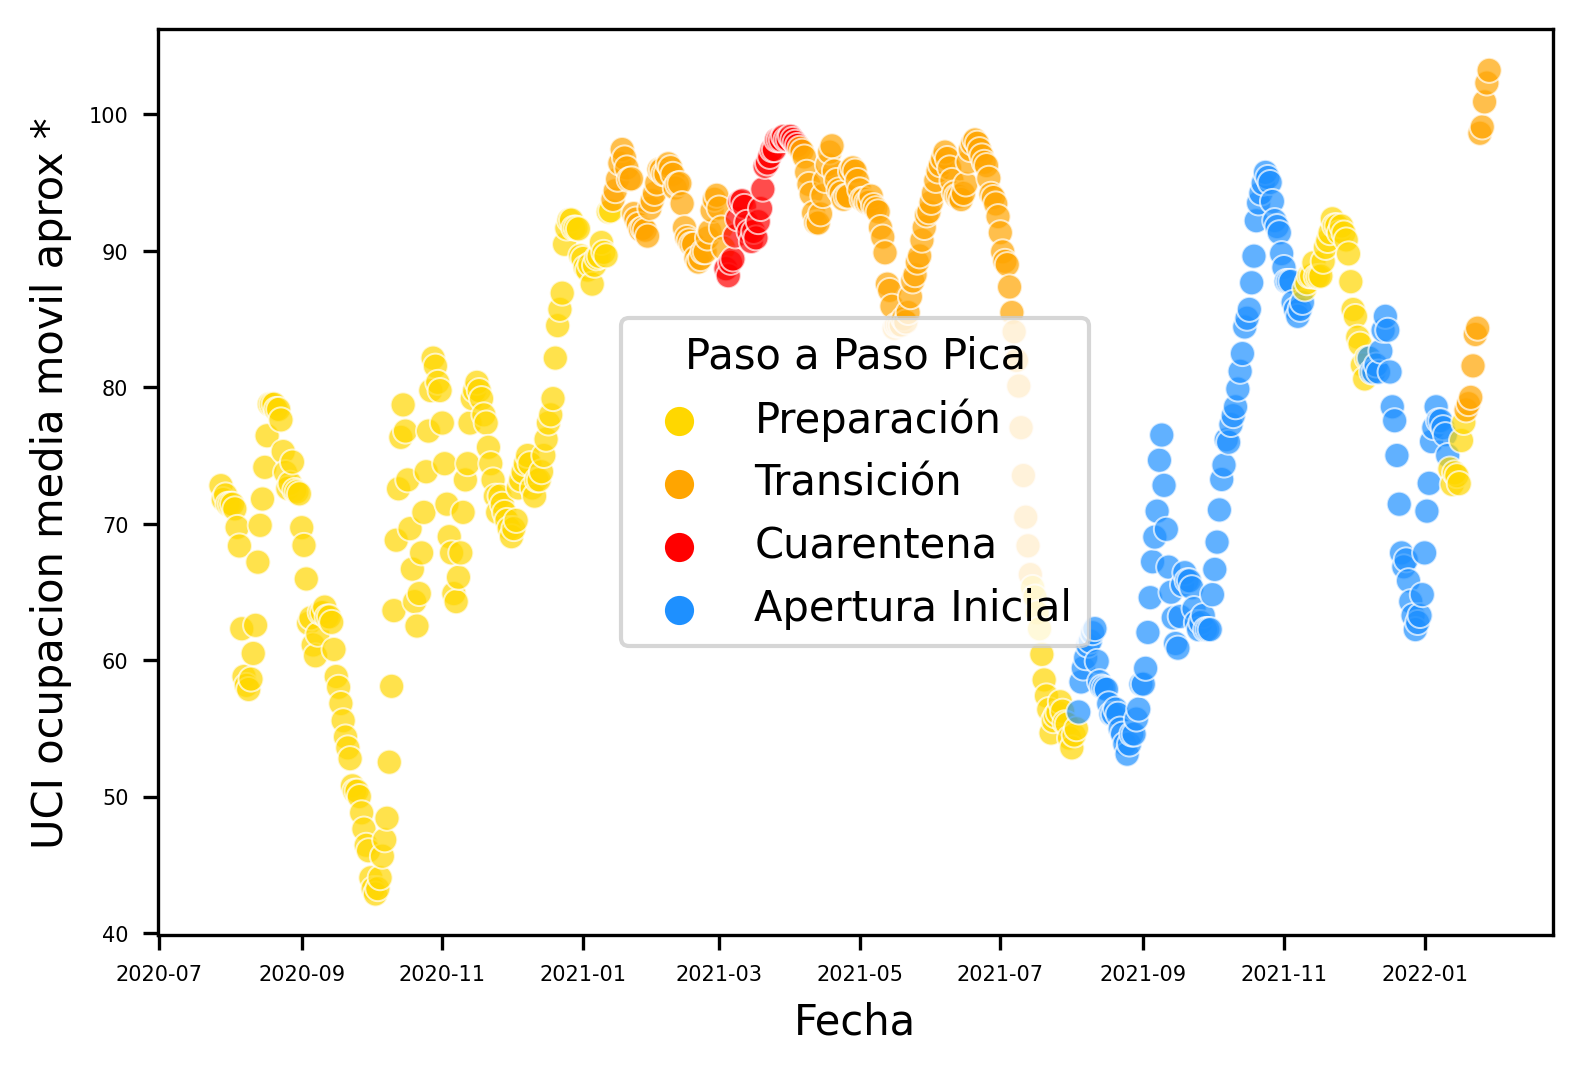 UCI ocupacion media movil aprox *
100
90
80
70
60
50
40
Paso a Paso Pica
Preparación
Transición
Cuarentena
Apertura Inicial
2020-07 2020-09 2020-11 2021-01 2021-03 2021-05 2021-07 2021-09 2021-11 2022-01
Fecha